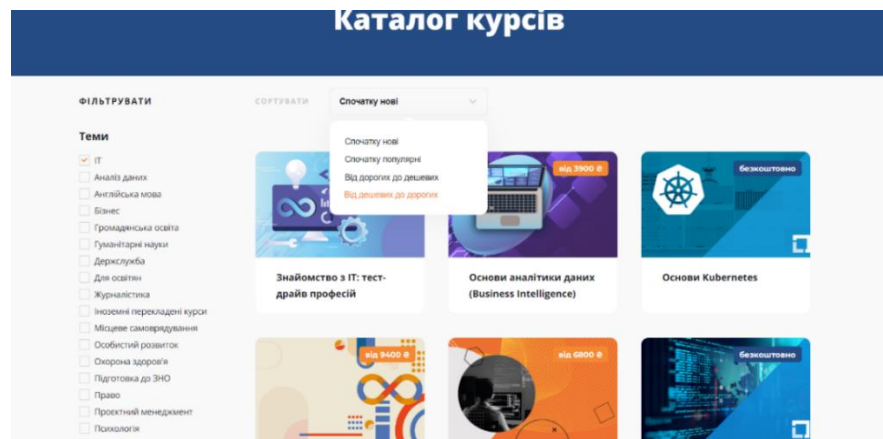 Каталог курсів
ФІЛЬТРУВАТИ
СОРТУВАТИ
Спочатку нові
Спочатку нові
Спочатку популярні
Від дорогих до дешевих
Від дешевих до дорогих
Теми
ІТ
Аналіз даних
Англійська мова
Бізнес
Громадянська освіта
Гуманітарні науки
Держслужба
Для освітян
Журналістика
Іноземні перекладені курси
Місцеве самоврядування
Особистий розвиток
Охорона здоров'я
Підготовка до ЗНО
Право
Проєктний менеджмент
Психологія
від 3900 ₴
безкоштовно
Знайомство з ІТ: тест-
драйв професій
Основи аналітики даних
(Business Intelligence)
Основи Kubernetes
від 9400 ₴
від 6800 ₴
безкоштовно